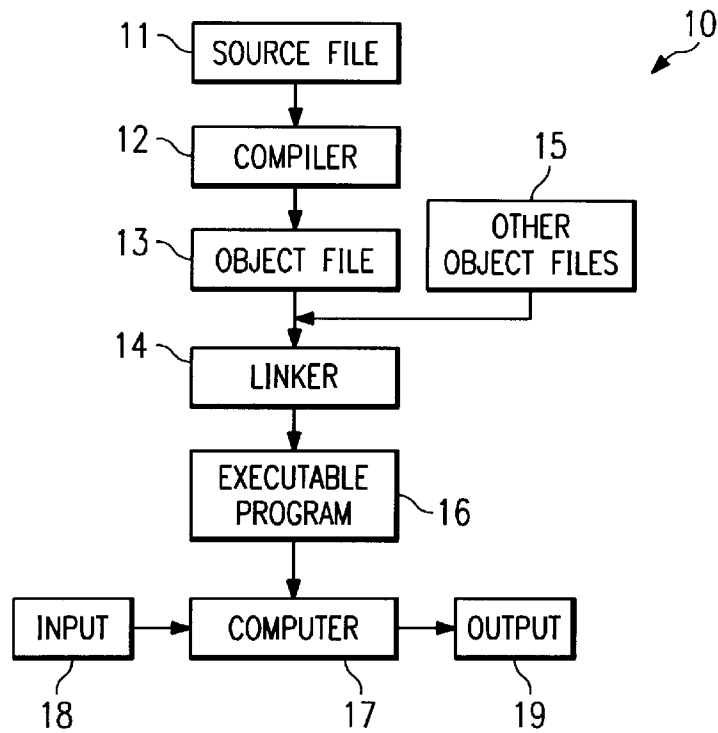 10
11
SOURCE FILE
12
COMPILER
13
OBJECT FILE
15
OTHER
OBJECT FILES
14
LINKER
EXECUTABLE
PROGRAM
16
INPUT
18
COMPUTER
17
OUTPUT
19